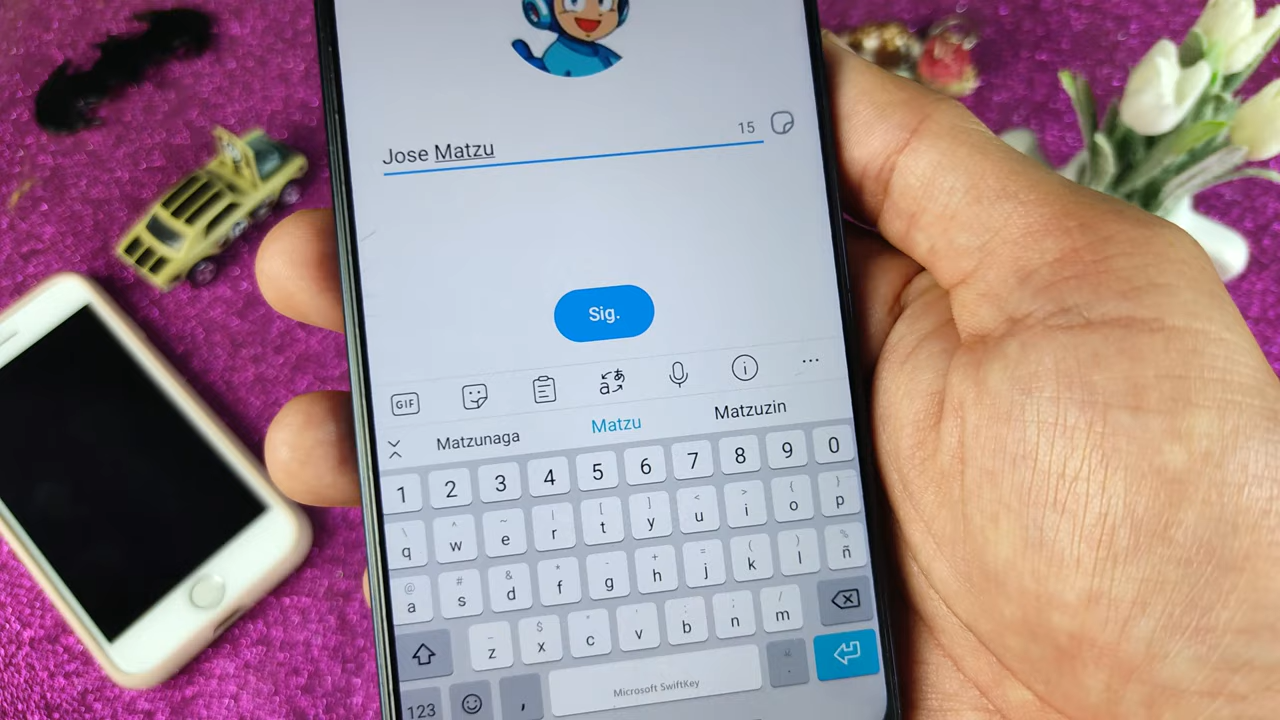 Jose Matzu
15
Sig.
GIF
Matzunaga Matzu Matzuzin
1 2 3 4 5 6 7 8 9 0
\ ^ ~ | [ ] < > { }
q w e r t y u i o p
@ # & * - + = ( ) %
a s d f g h j k l ñ
_ $ " ' : ; /
z x c v b n m
123 , Microsoft SwiftKey .